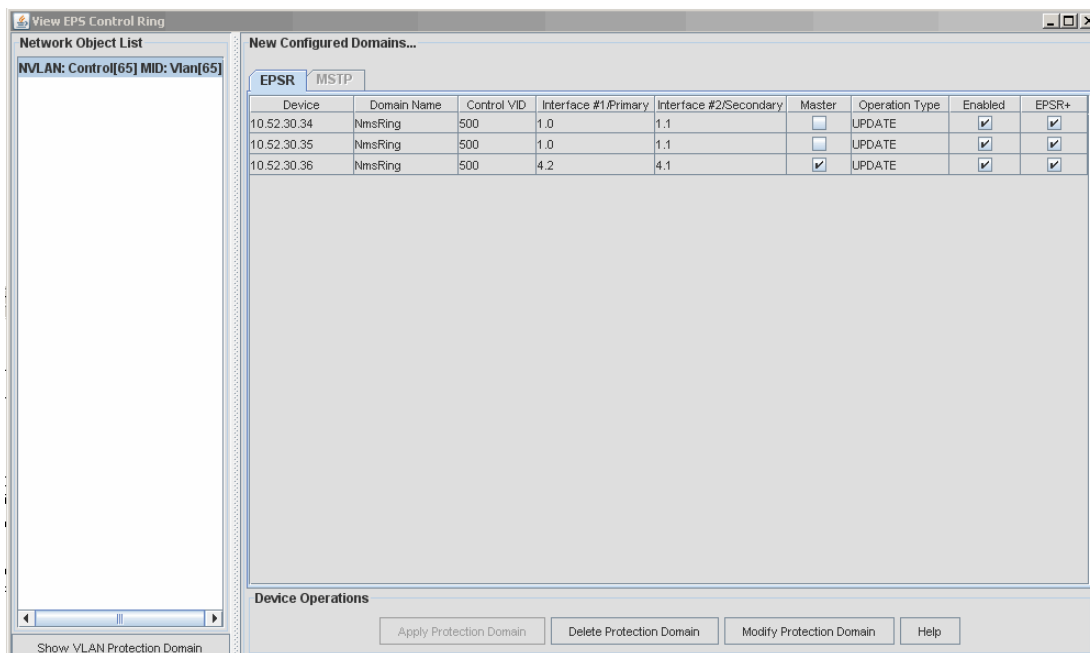 View EPS Control Ring
Network Object List
NVLAN: Control[65] MID: Vlan[65]
Show VLAN Protection Domain
New Configured Domains...
EPSR MSTP
Device Domain Name Control VID Interface #1/Primary Interface #2/Secondary Master Operation Type Enabled EPSR+
10.52.30.34 NmsRing 500 1.0 1.1 UPDATE
10.52.30.35 NmsRing 500 1.0 1.1 UPDATE
10.52.30.36 NmsRing 500 4.2 4.1 UPDATE
Device Operations
Apply Protection Domain Delete Protection Domain Modify Protection Domain Help